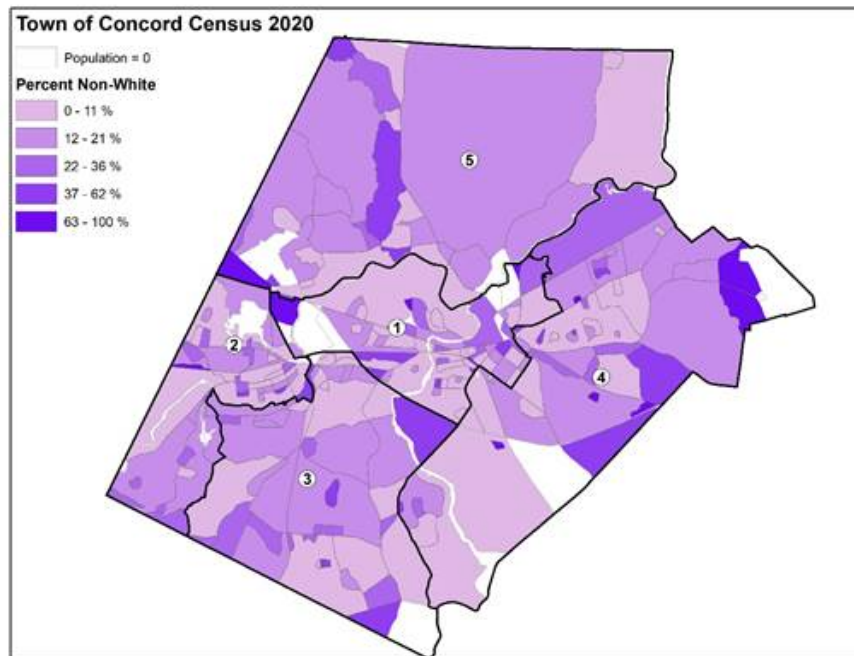 Town of Concord Census 2020
Population = 0
Percent Non-White
0 - 11 %
12 - 21 %
22 - 36 %
37 - 62 %
63 - 100 %
5
1
2
4
3